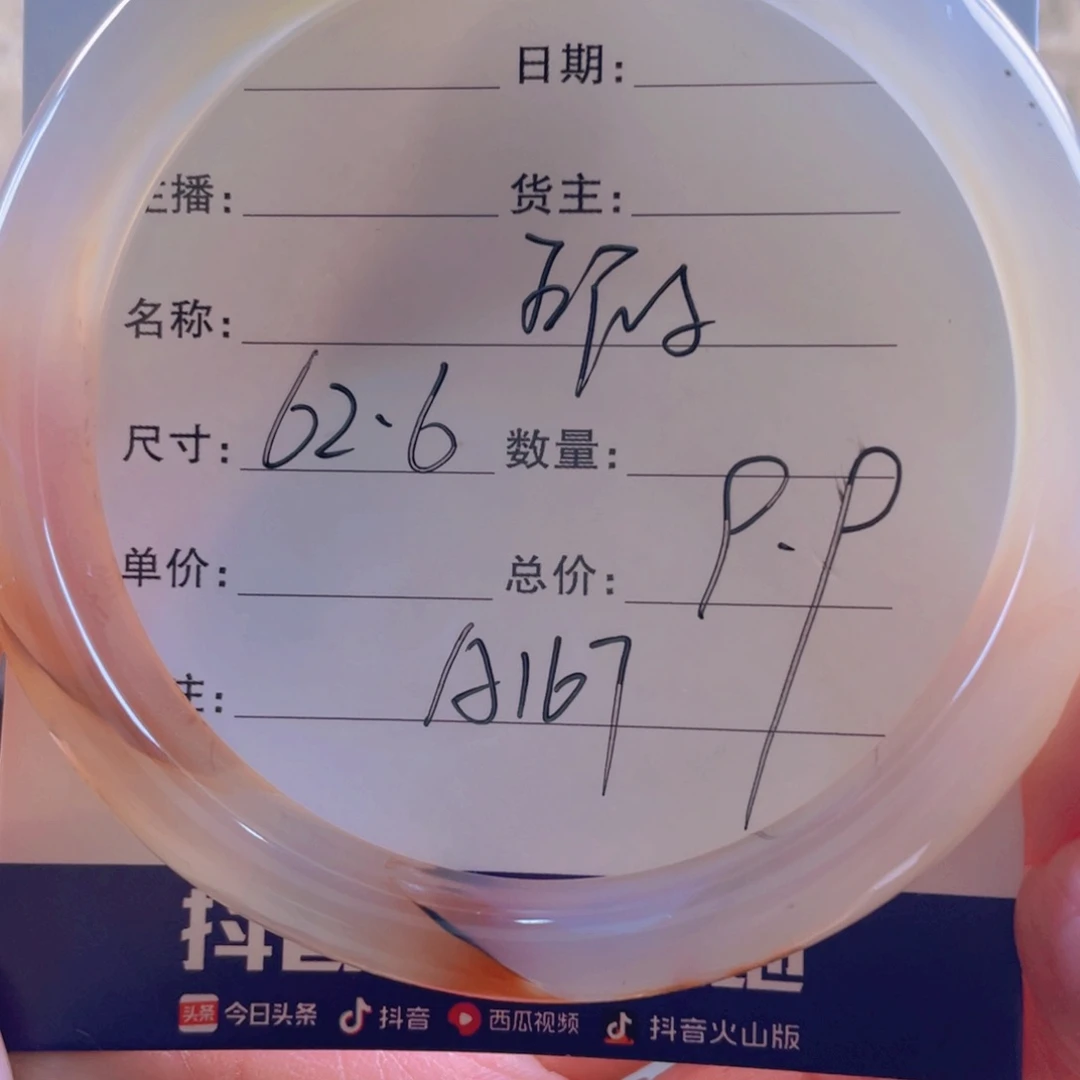 日期:
主播: 货主:
名称:
尺寸: 62.6 数量:
单价: 总价: P.P
主: A167
抖音
今日头条 抖音 西瓜视频 抖音火山版